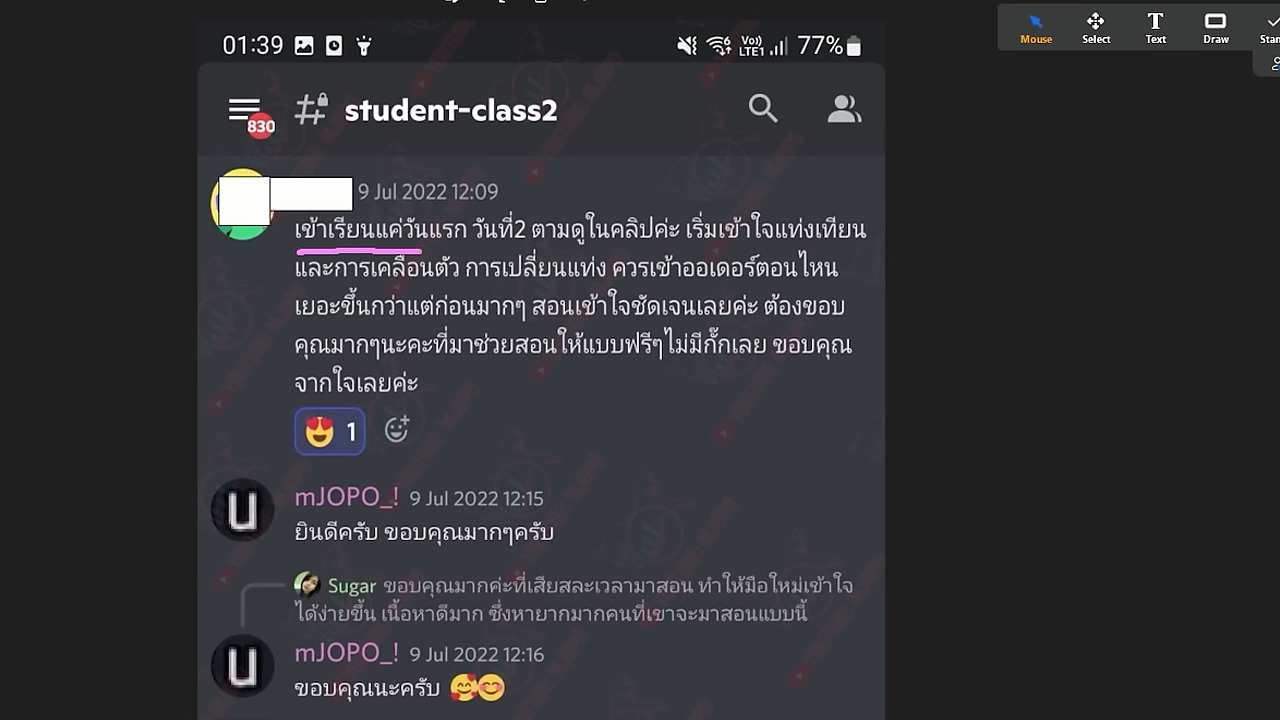 Mouse
Select
Text
Draw
01:39
Vo))
LTE1
77%
830
student-class2
9 Jul 2022 12:09
เข้าเรียนแค่วันแรก วันที่2 ตามดูในคลิปค่ะ เริ่มเข้าใจแท่งเทียน
และการเคลื่อนตัว การเปลี่ยนแท่ง ควรเข้าออเดอร์ตอนไหน
เยอะขึ้นกว่าแต่ก่อนมากๆ สอนเข้าใจชัดเจนเลยค่ะ ต้องขอบ
คุณมากๆนะคะที่มาช่วยสอนให้แบบฟรีๆไม่มีกั๊กเลย ขอบคุณ
จากใจเลยค่ะ
1
mJOPO_! 9 Jul 2022 12:15
ยินดีครับ ขอบคุณมากๆครับ
Sugar ขอบคุณมากค่ะที่เสียสละเวลามาสอน ทำให้มือใหม่เข้าใจ
ได้ง่ายขึ้น เนื้อหาดีมาก ซึ่งหายากมากคนที่เขาจะมาสอนแบบนี้
mJOPO_! 9 Jul 2022 12:16
ขอบคุณนะครับ 🥰😊